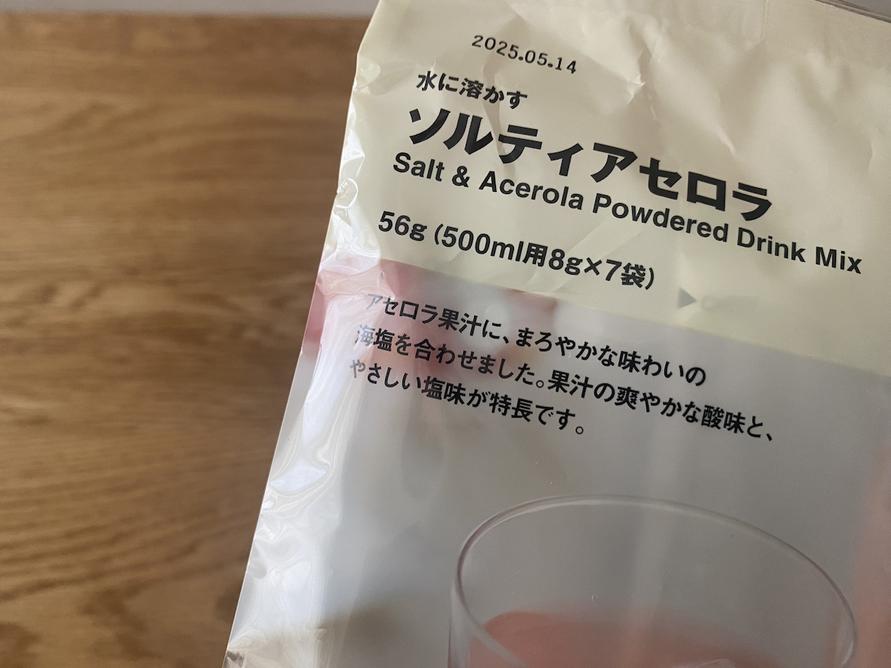 2025.05.14
水に溶かす
ソルティアセロラ
Salt & Acerola Powdered Drink Mix
56g（500ml用8g×7袋）
アセロラ果汁に、まろやかな味わいの
海塩を合わせました。果汁の爽やかな酸味と、
やさしい塩味が特長です。